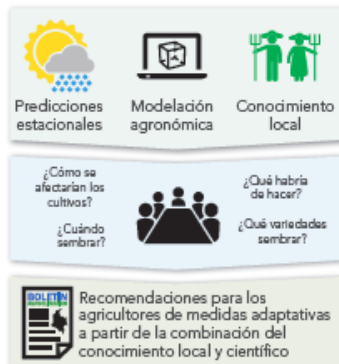 Predicciones
estacionales
Modelación
agronómica
Conocimiento
local
¿Cómo se
afectarían los
cultivos?
¿Cuándo
sembrar?
¿Qué habría
de hacer?
¿Qué variedades
sembrar?
BOLETÍN
Recomendaciones para los
agricultores de medidas adaptativas
a partir de la combinación del
conocimiento local y científico